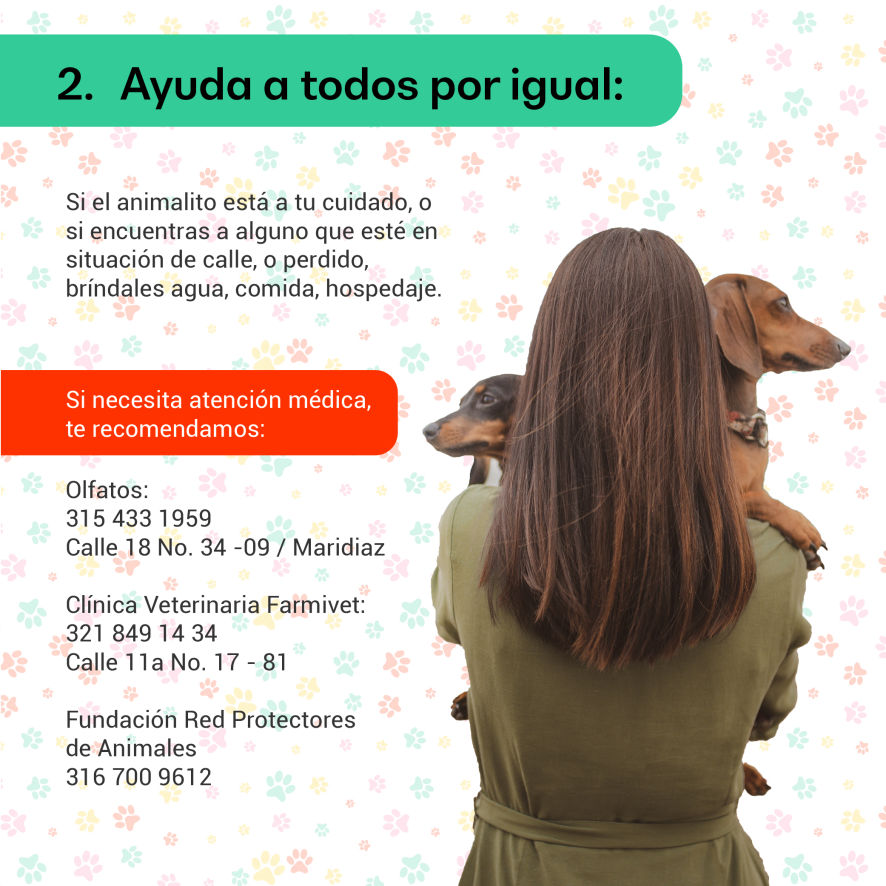 2. Ayuda a todos por igual:
Si el animalito está a tu cuidado, o
si encuentras a alguno que esté en
situación de calle, o perdido,
bríndales agua, comida, hospedaje.
Si necesita atención médica,
te recomendamos:
Olfatos:
315 433 1959
Calle 18 No. 34 -09 / Maridiaz
Clínica Veterinaria Farmivet:
321 849 14 34
Calle 11a No. 17 - 81
Fundación Red Protectores
de Animales
316 700 9612